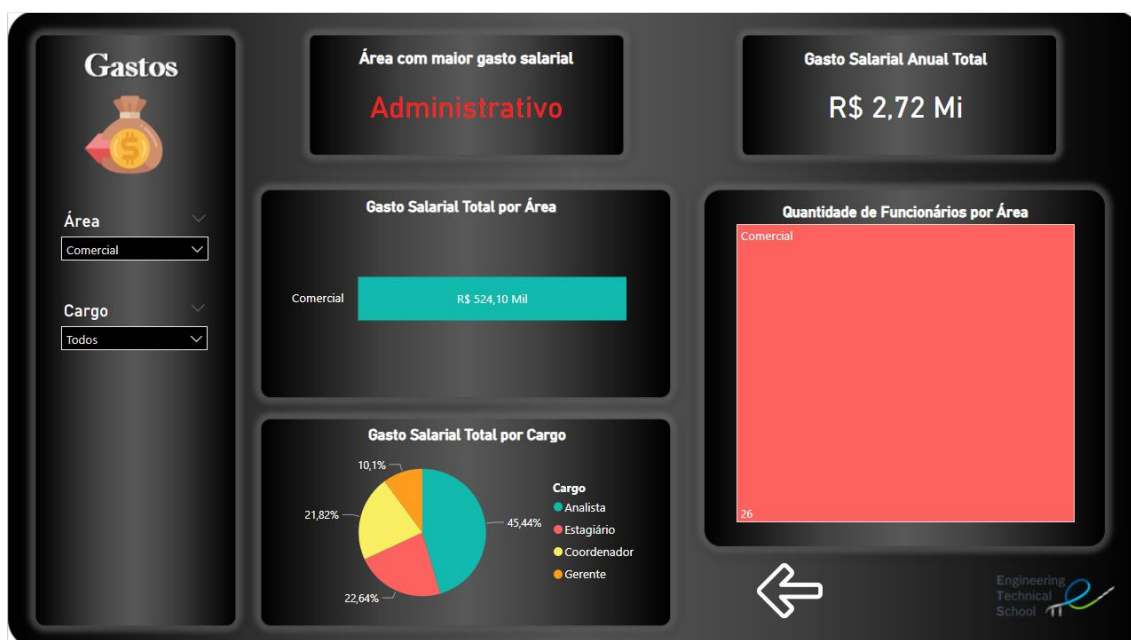 Gastos
Área
Comercial
Cargo
Todos
Área com maior gasto salarial
Administrativo
Gasto Salarial Anual Total
R$ 2,72 Mi
Gasto Salarial Total por Área
Comercial
R$ 524,10 Mil
Quantidade de Funcionários por Área
Comercial
26
Gasto Salarial Total por Cargo
10,1%
21,82%
45,44%
22,64%
Cargo
Analista
Estagiário
Coordenador
Gerente
Engineering
Technical
School